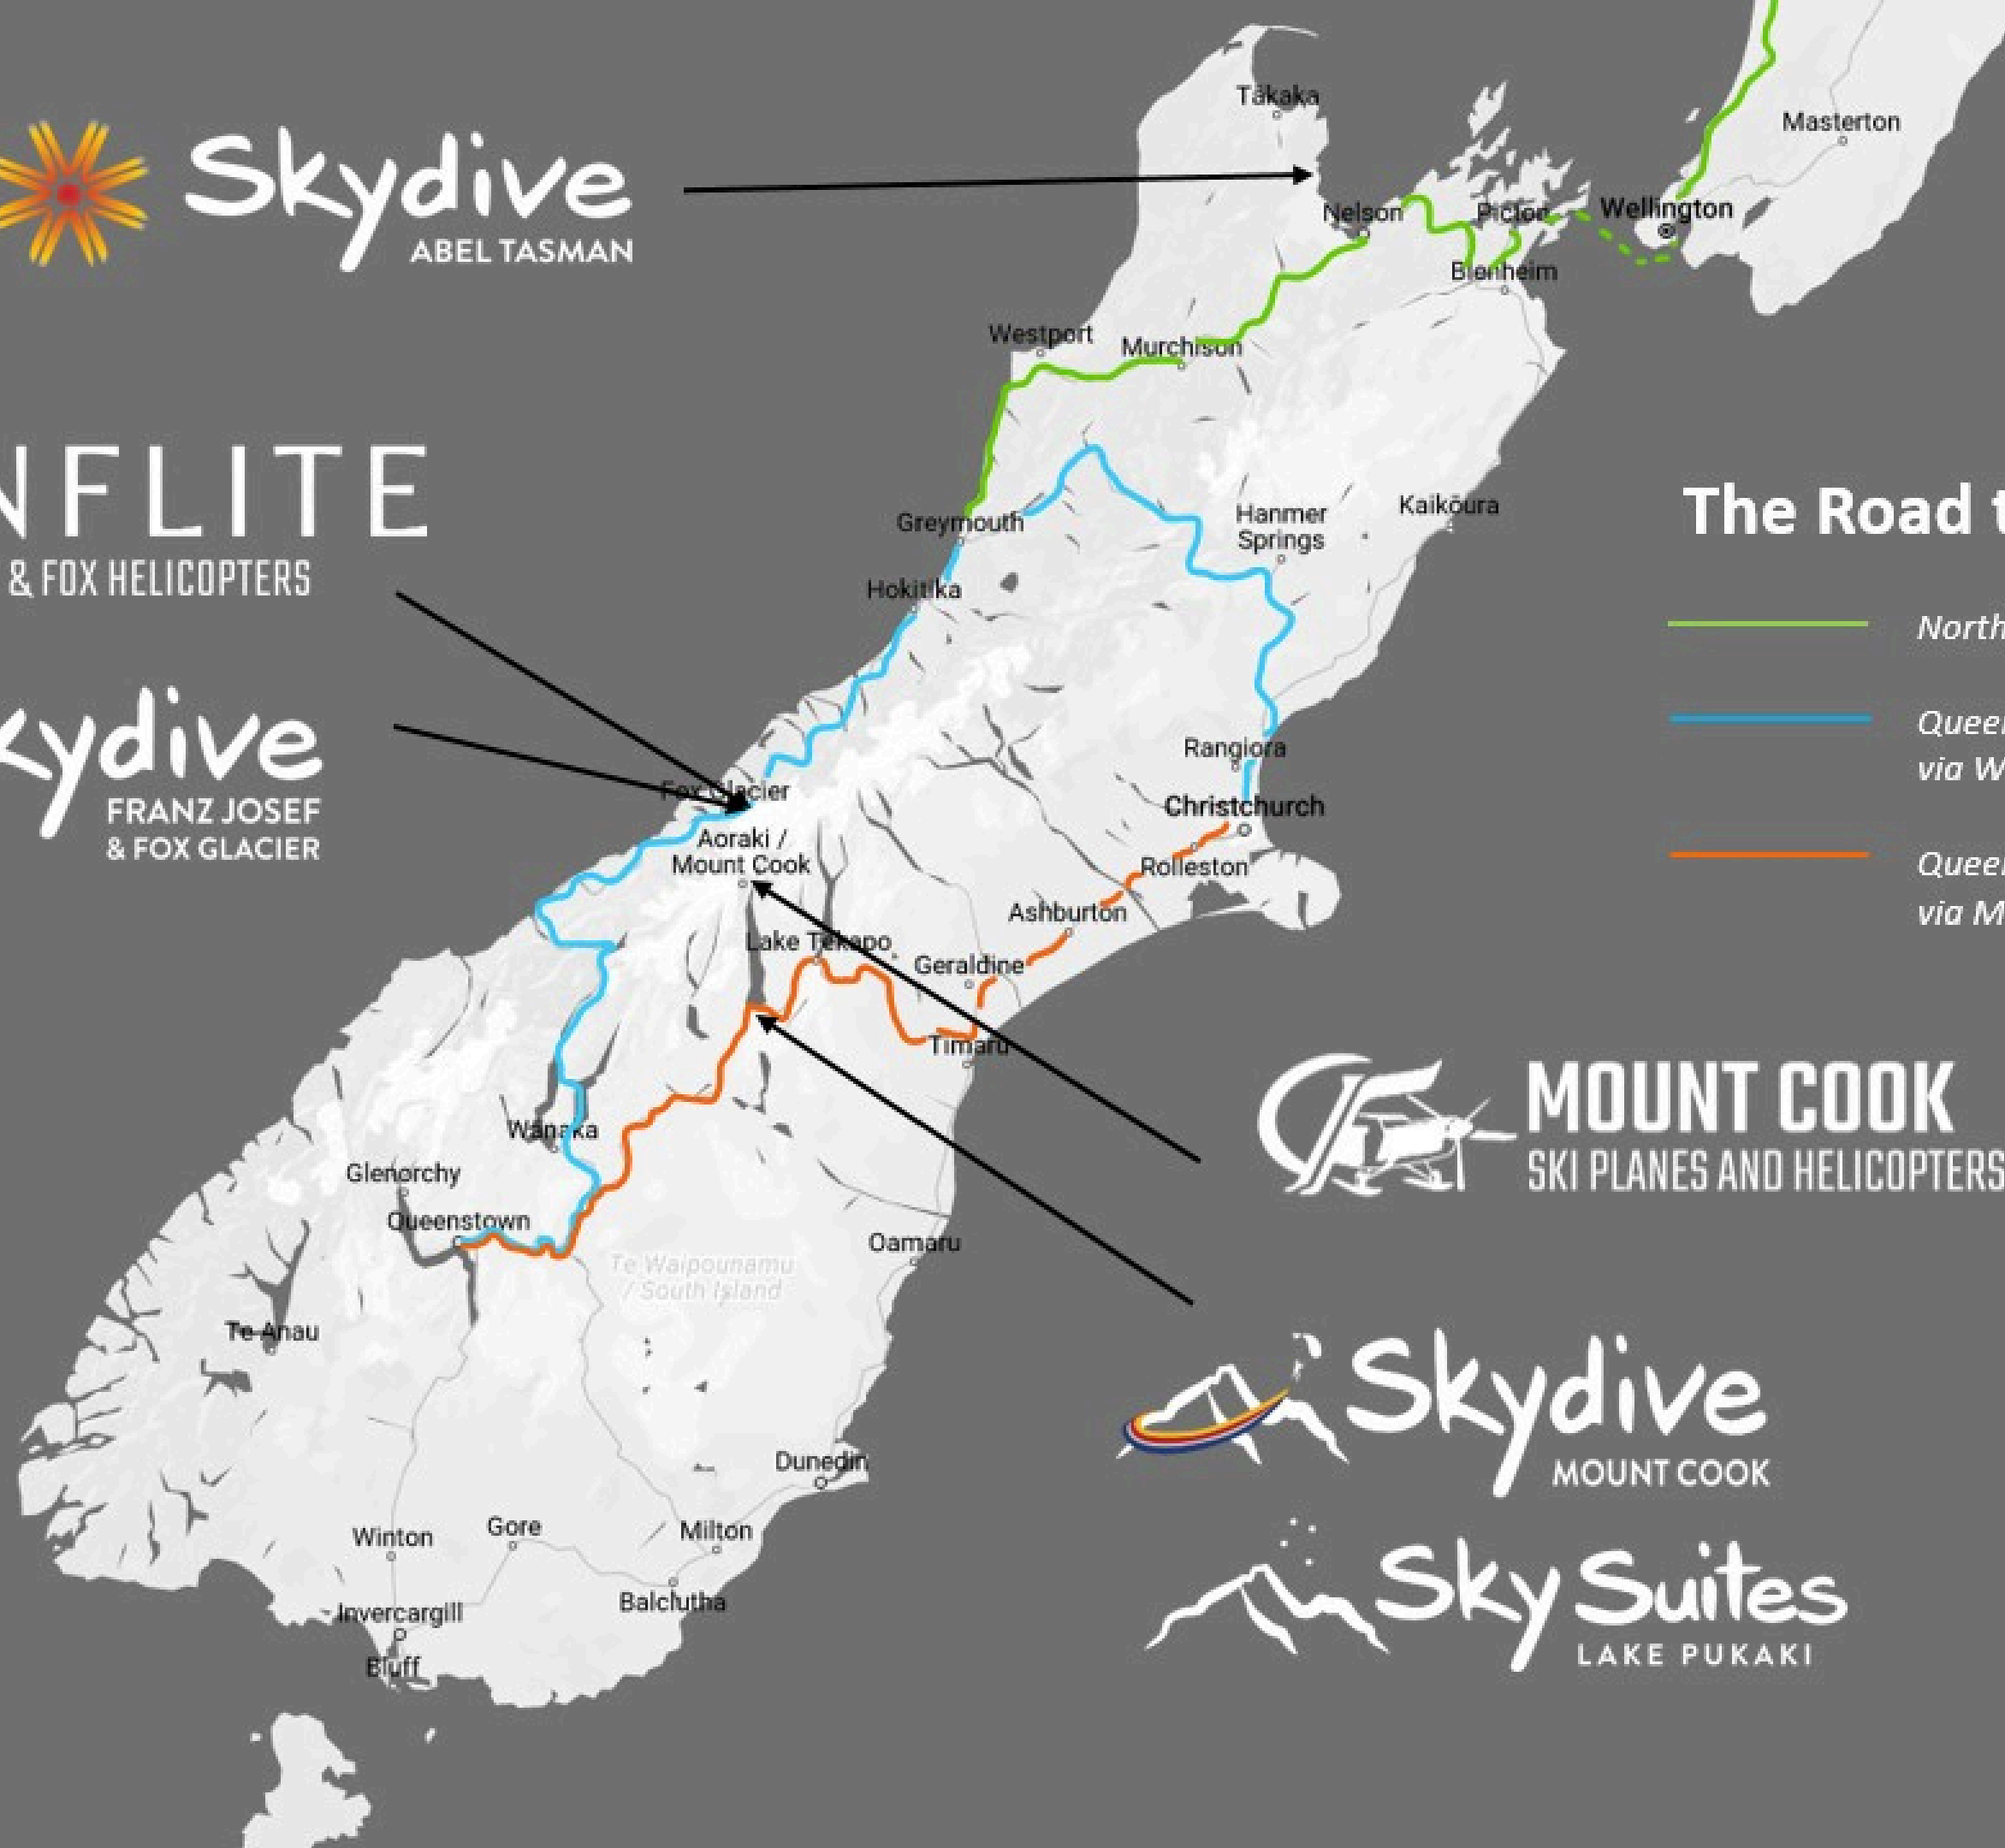 Skydive
ABEL TASMAN
NFLITE
& FOX HELICOPTERS
kydive
FRANZ JOSEF
& FOX GLACIER
Tākaka
Masterton
Nelson
Picton
Wellington
Blenheim
Westport
Murchison
Greymouth
Hanmer
Springs
Kaikōura
Hokitika
Rangiora
Fox Glacier
Christchurch
Aoraki /
Mount Cook
Rolleston
Ashburton
Lake Tekapo
Geraldine
Timaru
Wānaka
Glenorchy
Queenstown
Oamaru
Te Waipounamu
/ South Island
Te Anau
Dunedin
Winton
Gore
Milton
Balclutha
Invercargill
Bluff
The Road t
North
Queen
via W
Queen
via M
MOUNT COOK
SKI PLANES AND HELICOPTERS
Skydive
MOUNT COOK
Sky Suites
LAKE PUKAKI